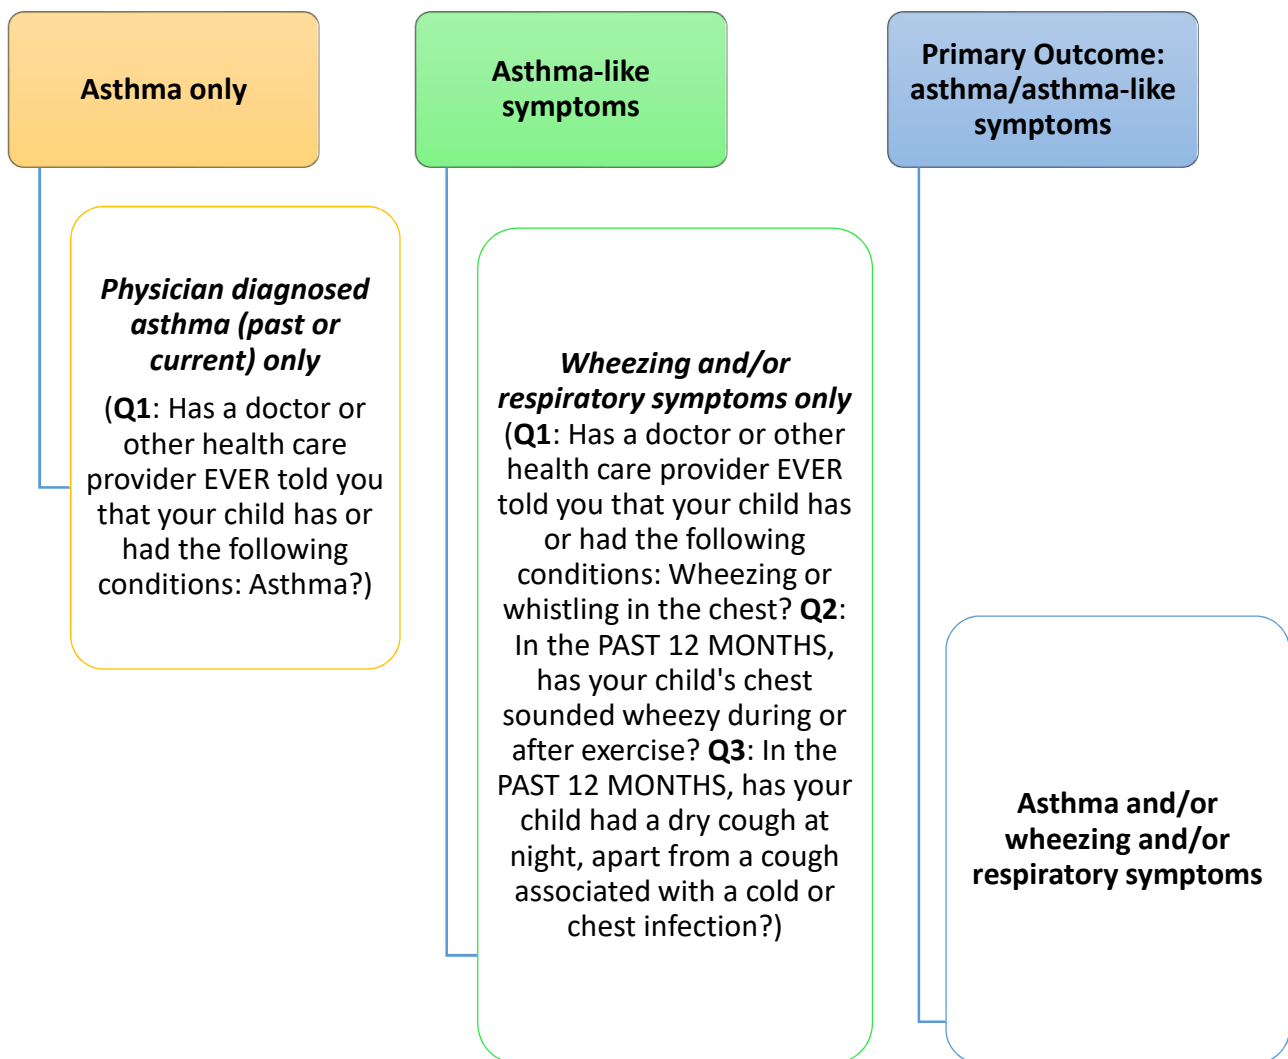 Asthma only
Asthma-like
symptoms
Primary Outcome:
asthma/asthma-like
symptoms
Physician diagnosed
asthma (past or
current) only
(Q1: Has a doctor or
other health care
provider EVER told you
that your child has or
had the following
conditions: Asthma?)
Wheezing and/or
respiratory symptoms only
(Q1: Has a doctor or other
health care provider EVER
told you that your child has
or had the following
conditions: Wheezing or
whistling in the chest? Q2:
In the PAST 12 MONTHS,
has your child's chest
sounded wheezy during or
after exercise? Q3: In the
PAST 12 MONTHS, has your
child had a dry cough at
night, apart from a cough
associated with a cold or
chest infection?)
Asthma and/or
wheezing and/or
respiratory symptoms